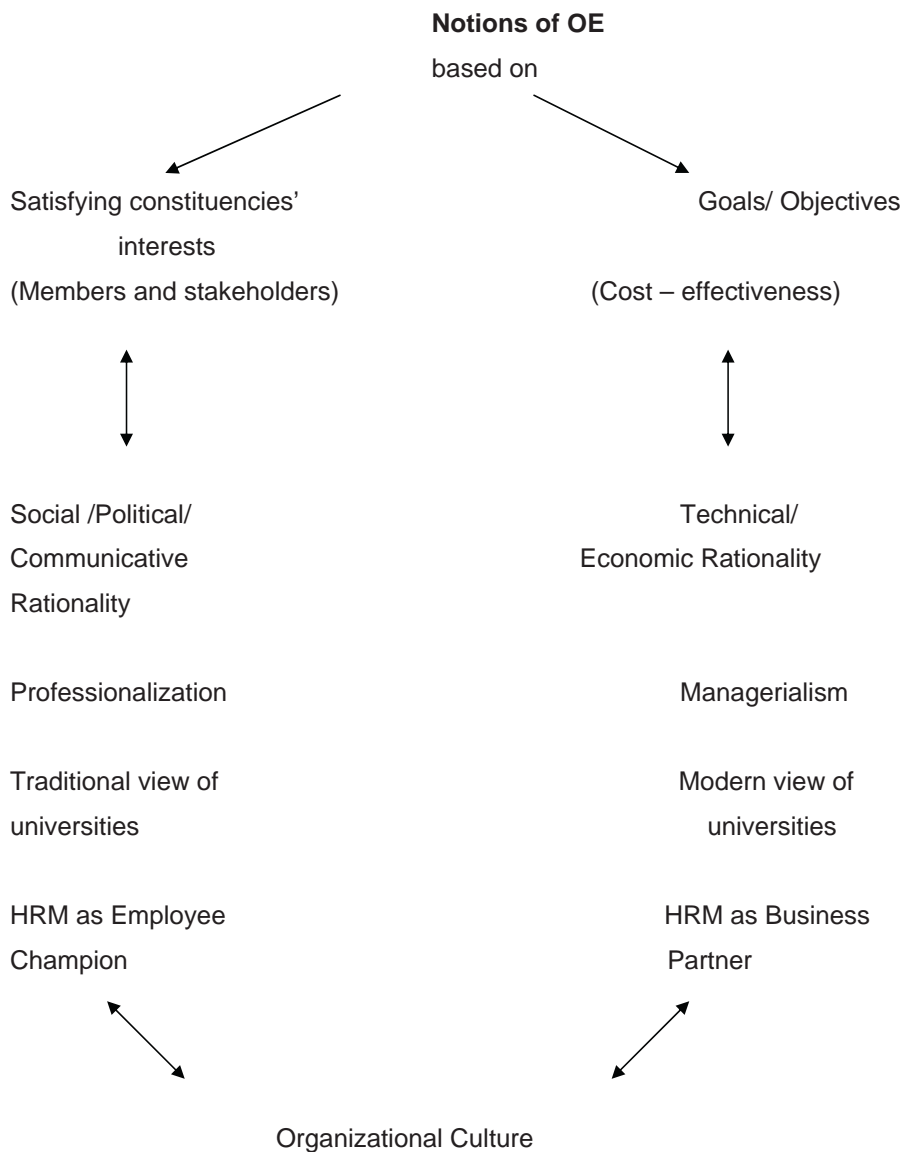 Notions of OE
based on
Satisfying constituencies’
interests
(Members and stakeholders)
Goals/ Objectives
(Cost – effectiveness)
Social /Political/
Communicative
Rationality
Technical/
Economic Rationality
Professionalization
Managerialism
Traditional view of
universities
Modern view of
universities
HRM as Employee
Champion
HRM as Business
Partner
Organizational Culture